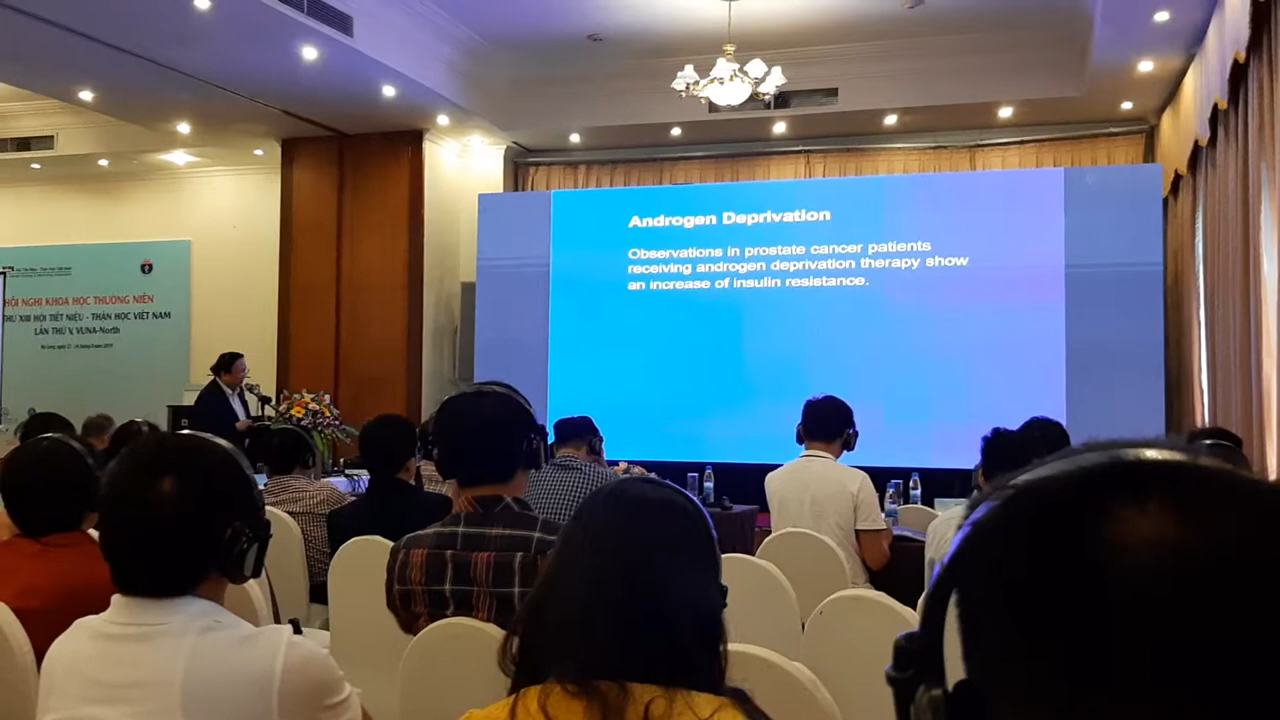 Androgen Deprivation
Observations in prostate cancer patients
receiving androgen deprivation therapy show
an increase of insulin resistance.
HỘI NGHỊ KHOA HỌC THƯỜNG NIÊN
THỨ XIII HỘI TIẾT NIỆU - THẬN HỌC VIỆT NAM
LẦN THỨ V, VUNA-North